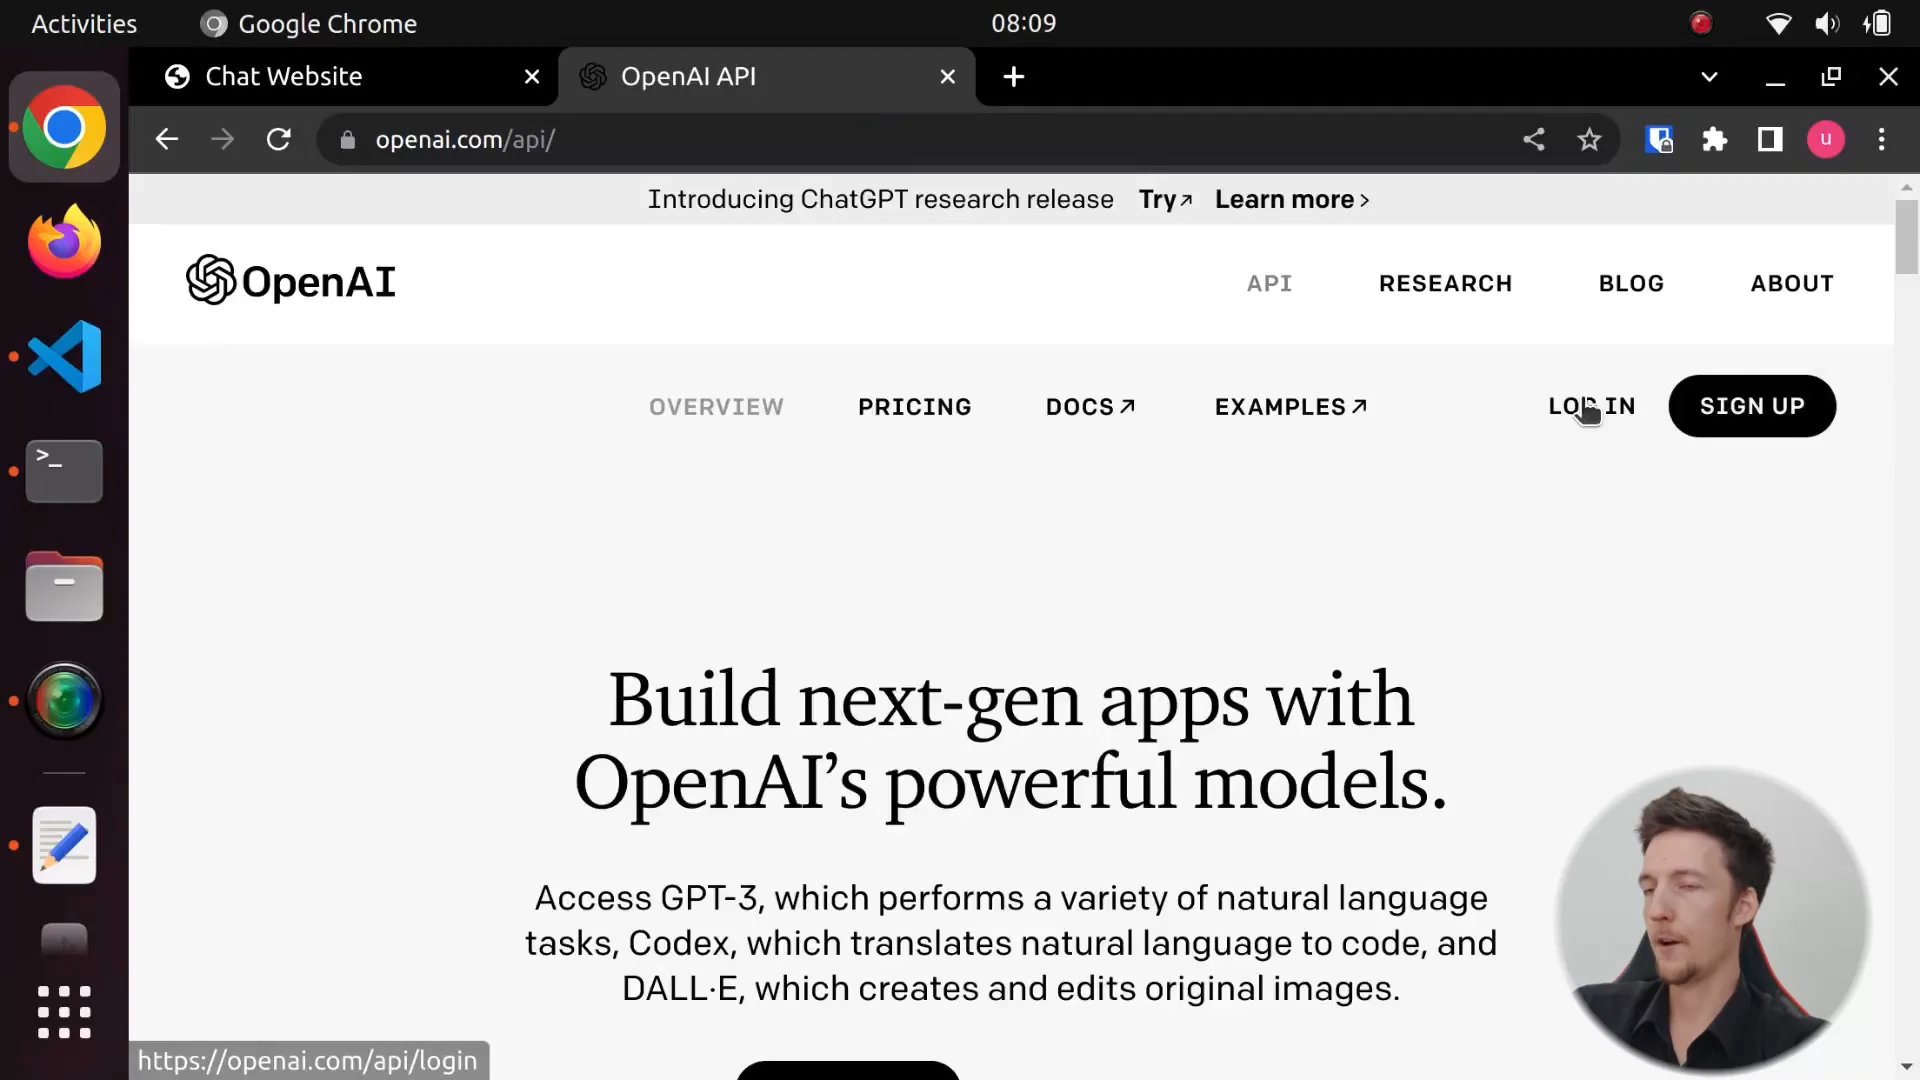 Activities
Google Chrome
08:09
Chat Website
OpenAI API
openai.com/api/
u
Introducing ChatGPT research release Try↗ Learn more ›
OpenAI
API
RESEARCH
BLOG
ABOUT
OVERVIEW
PRICING
DOCS↗
EXAMPLES↗
LOG IN
SIGN UP
Build next-gen apps with
OpenAI’s powerful models.
Access GPT-3, which performs a variety of natural language
tasks, Codex, which translates natural language to code, and
DALL·E, which creates and edits original images.
https://openai.com/api/login